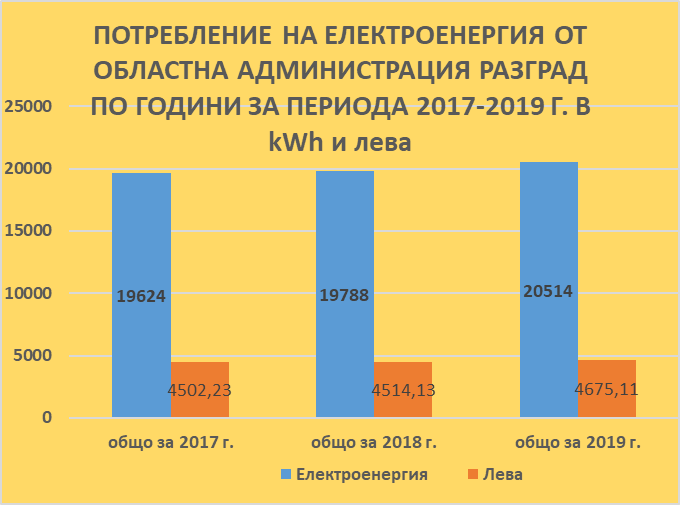 ПОТРЕБЛЕНИЕ НА ЕЛЕКТРОЕНЕРГИЯ ОТ
ОБЛАСТНА АДМИНИСТРАЦИЯ РАЗГРАД
ПО ГОДИНИ ЗА ПЕРИОДА 2017-2019 Г. В
kWh и лева
25000
20000
15000
10000
5000
0
19624
4502,23
19788
4514,13
20514
4675,11
общо за 2017 г.
общо за 2018 г.
общо за 2019 г.
Електроенергия
Лева